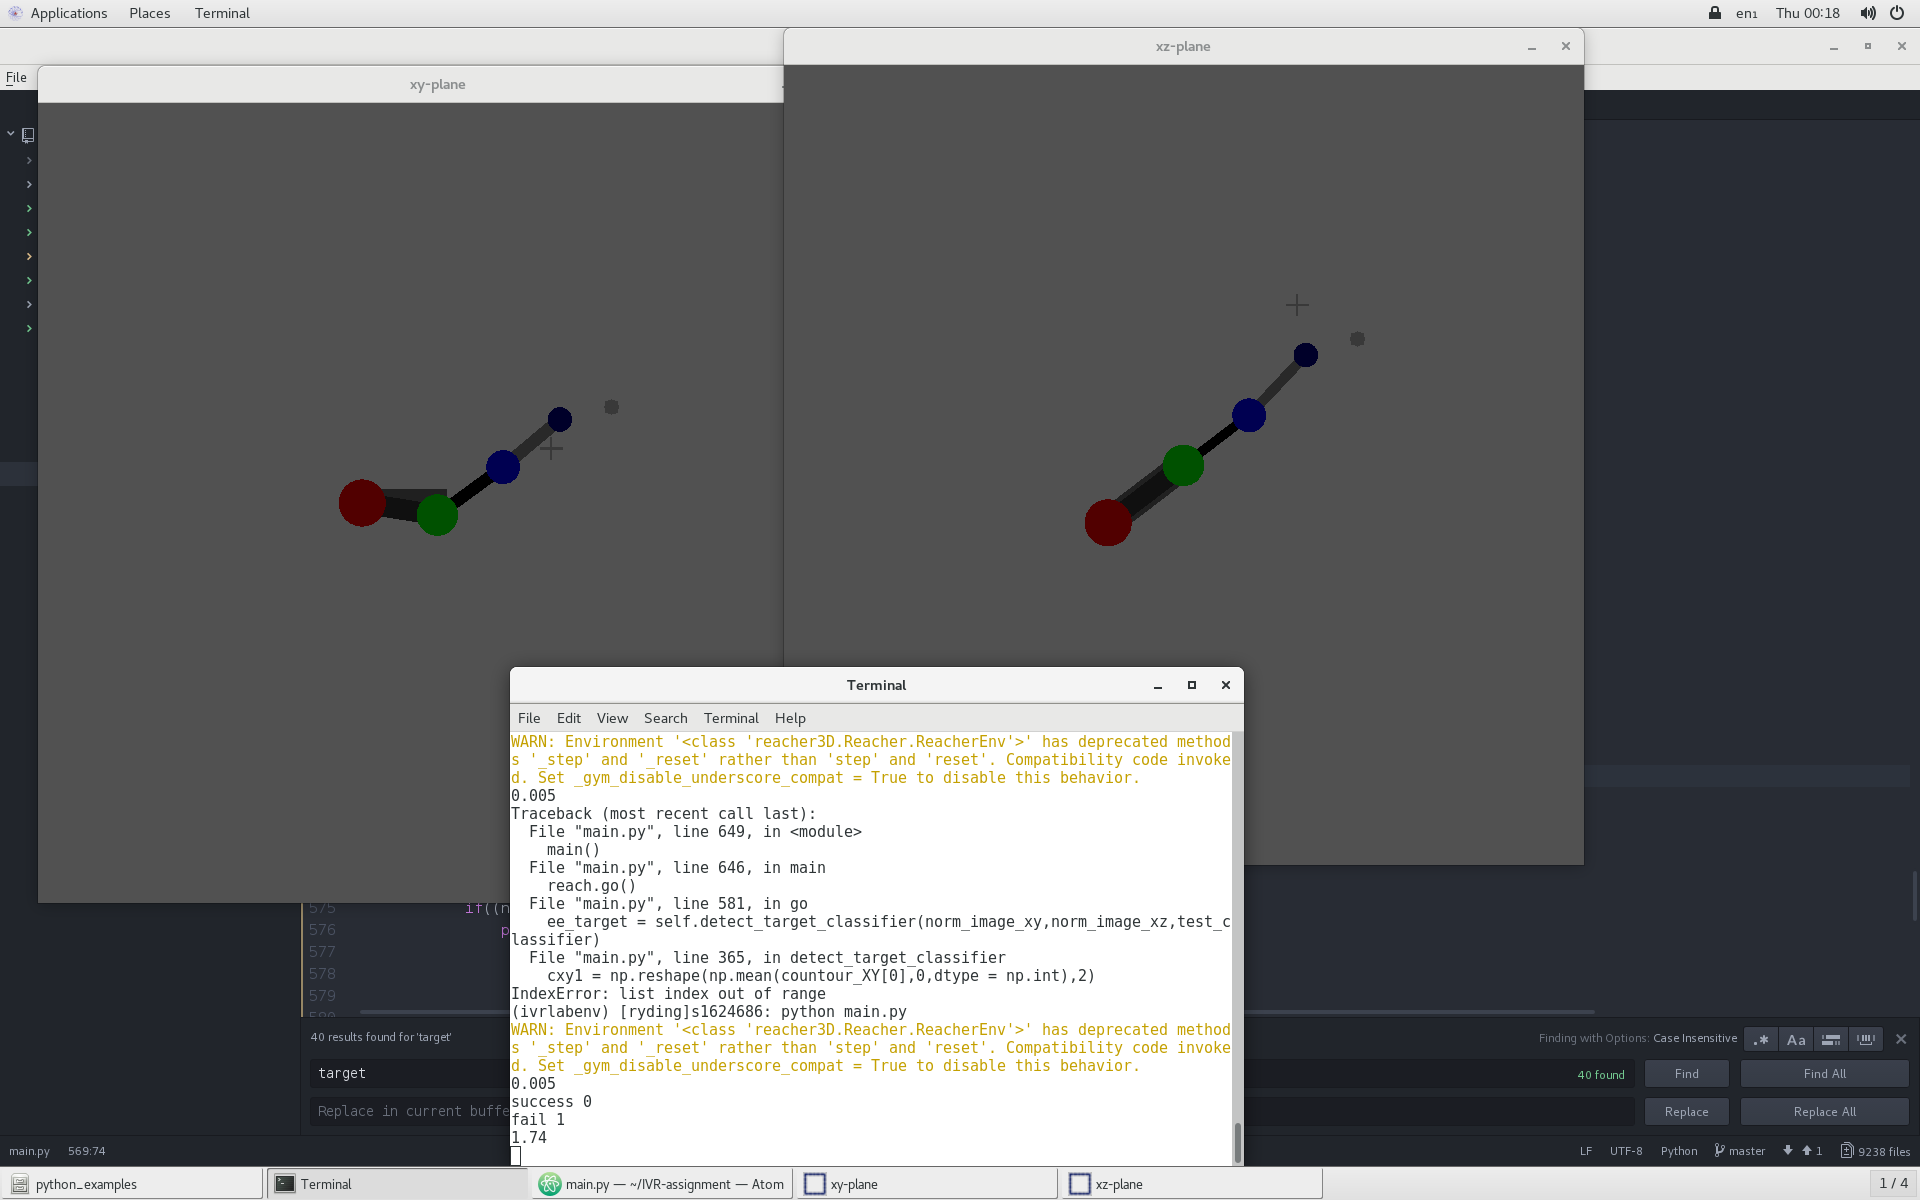 Applications Places Terminal en₁ Thu 00:18
xz-plane
File
xy-plane
Terminal
File Edit View Search Terminal Help
WARN: Environment '<class 'reacher3D.Reacher.ReacherEnv'>' has deprecated method
s '_step' and '_reset' rather than 'step' and 'reset'. Compatibility code invoke
d. Set _gym_disable_underscore_compat = True to disable this behavior.
0.005
Traceback (most recent call last):
File "main.py", line 649, in <module>
main()
File "main.py", line 646, in main
reach.go()
File "main.py", line 581, in go
ee_target = self.detect_target_classifier(norm_image_xy,norm_image_xz,test_c
lassifier)
File "main.py", line 365, in detect_target_classifier
cxy1 = np.reshape(np.mean(countour_XY[0],0,dtype = np.int),2)
IndexError: list index out of range
(ivrlabenv) [ryding]s1624686: python main.py
WARN: Environment '<class 'reacher3D.Reacher.ReacherEnv'>' has deprecated method
s '_step' and '_reset' rather than 'step' and 'reset'. Compatibility code invoke
d. Set _gym_disable_underscore_compat = True to disable this behavior.
0.005
success 0
fail 1
1.74
575 if((n
576 p
577
578
579
40 results found for 'target'
Finding with Options: Case Insensitive
.* Aa
target
40 found Find Find All
Replace in current buffe
Replace Replace All
main.py 569:74 LF UTF-8 Python master 1 9238 files
python_examples Terminal main.py — ~/IVR-assignment — Atom xy-plane xz-plane 1 / 4